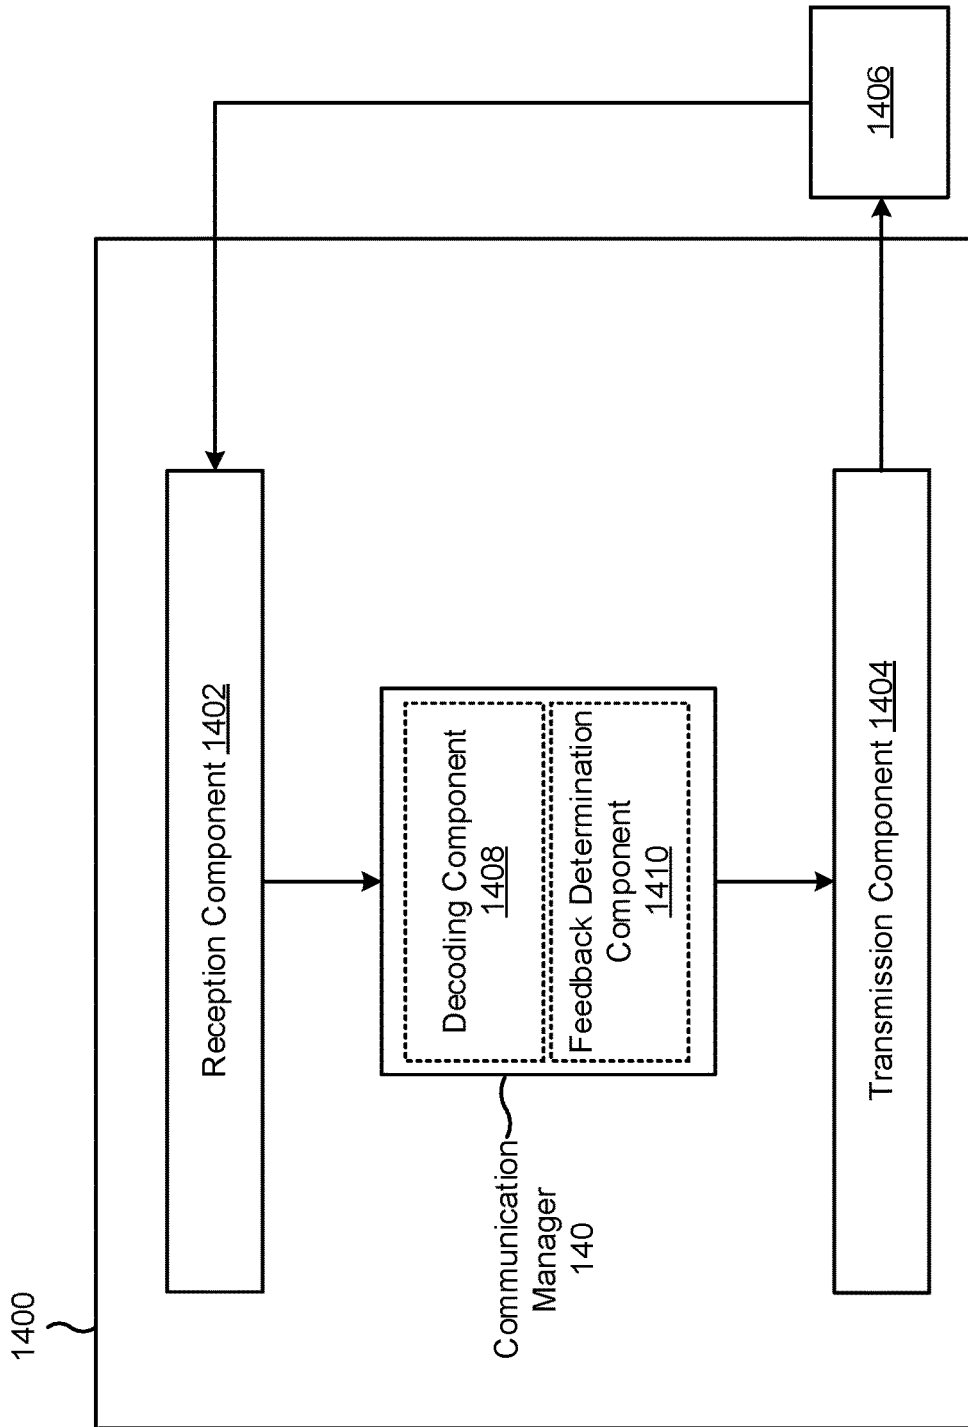 1400
Reception Component 1402
Communication
Manager
140
Decoding Component
1408
Feedback Determination
Component
1410
Transmission Component 1404
1406